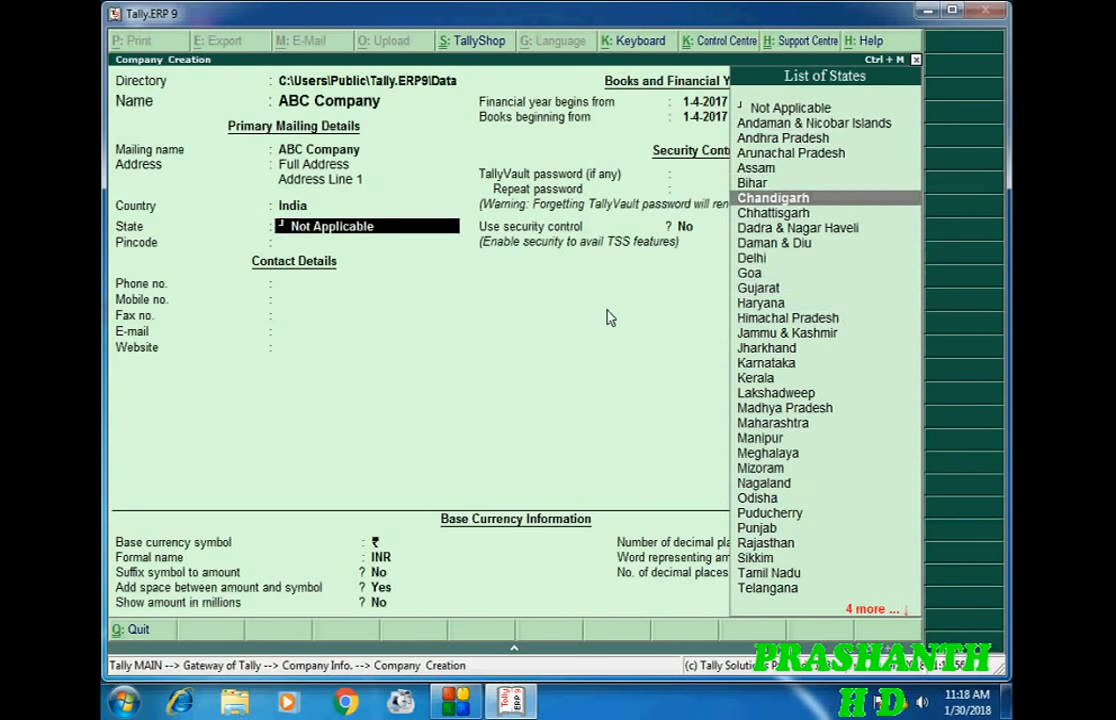 Tally.ERP 9
P: Print E: Export M: E-Mail O: Upload S: TallyShop G: Language K: Keyboard K: Control Centre H: Support Centre H: Help
Company Creation Ctrl + M
Directory : C:\Users\Public\Tally.ERP9\Data
Name : ABC Company
Primary Mailing Details
Mailing name : ABC Company
Address : Full Address
Address Line 1
Country : India
State : ┘ Not Applicable
Pincode :
Contact Details
Phone no. :
Mobile no. :
Fax no. :
E-mail :
Website :
Books and Financial Y
Financial year begins from : 1-4-2017
Books beginning from : 1-4-2017
Security Cont
TallyVault password (if any) :
Repeat password :
(Warning: Forgetting TallyVault password will ren
Use security control ? No
(Enable security to avail TSS features)
List of States
┘ Not Applicable
Andaman & Nicobar Islands
Andhra Pradesh
Arunachal Pradesh
Assam
Bihar
Chandigarh
Chhattisgarh
Dadra & Nagar Haveli
Daman & Diu
Delhi
Goa
Gujarat
Haryana
Himachal Pradesh
Jammu & Kashmir
Jharkhand
Karnataka
Kerala
Lakshadweep
Madhya Pradesh
Maharashtra
Manipur
Meghalaya
Mizoram
Nagaland
Odisha
Puducherry
Punjab
Rajasthan
Sikkim
Tamil Nadu
Telangana
4 more ... ↓
Base Currency Information
Base currency symbol : ₹
Formal name : INR
Suffix symbol to amount ? No
Add space between amount and symbol ? Yes
Show amount in millions ? No
Number of decimal pla
Word representing am
No. of decimal places
Q: Quit
Tally MAIN --> Gateway of Tally --> Company Info. --> Company Creation (c) Tally Solutions
PRASHANTH
H D
11:18 AM
1/30/2018